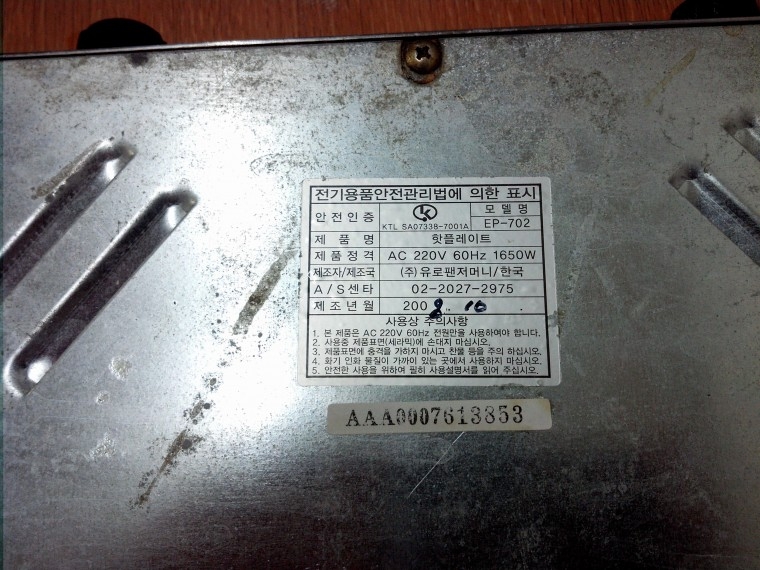 전기용품안전관리법에 의한 표시
안전인증
KTL SA07338-7001A
모델명
EP-702
제품명 핫플레이트
제품정격 AC 220V 60Hz 1650W
제조자/제조국 (주)유로팬저머니/한국
A/S센타 02-2027-2975
제조년월 2008. 10 .
사용상 주의사항
1. 본 제품은 AC 220V 60Hz 전원만을 사용하여야 합니다.
2. 사용중 제품표면(세라믹)에 손대지 마십시오.
3. 제품표면에 충격을 가하지 마시고 찬물 등을 주의 하십시오.
4. 화기 인화 물질이 가까이 있는 곳에서 사용하지 마십시오.
5. 안전한 사용을 위하여 필히 사용설명서를 읽어 주십시오.
AAA0007613853